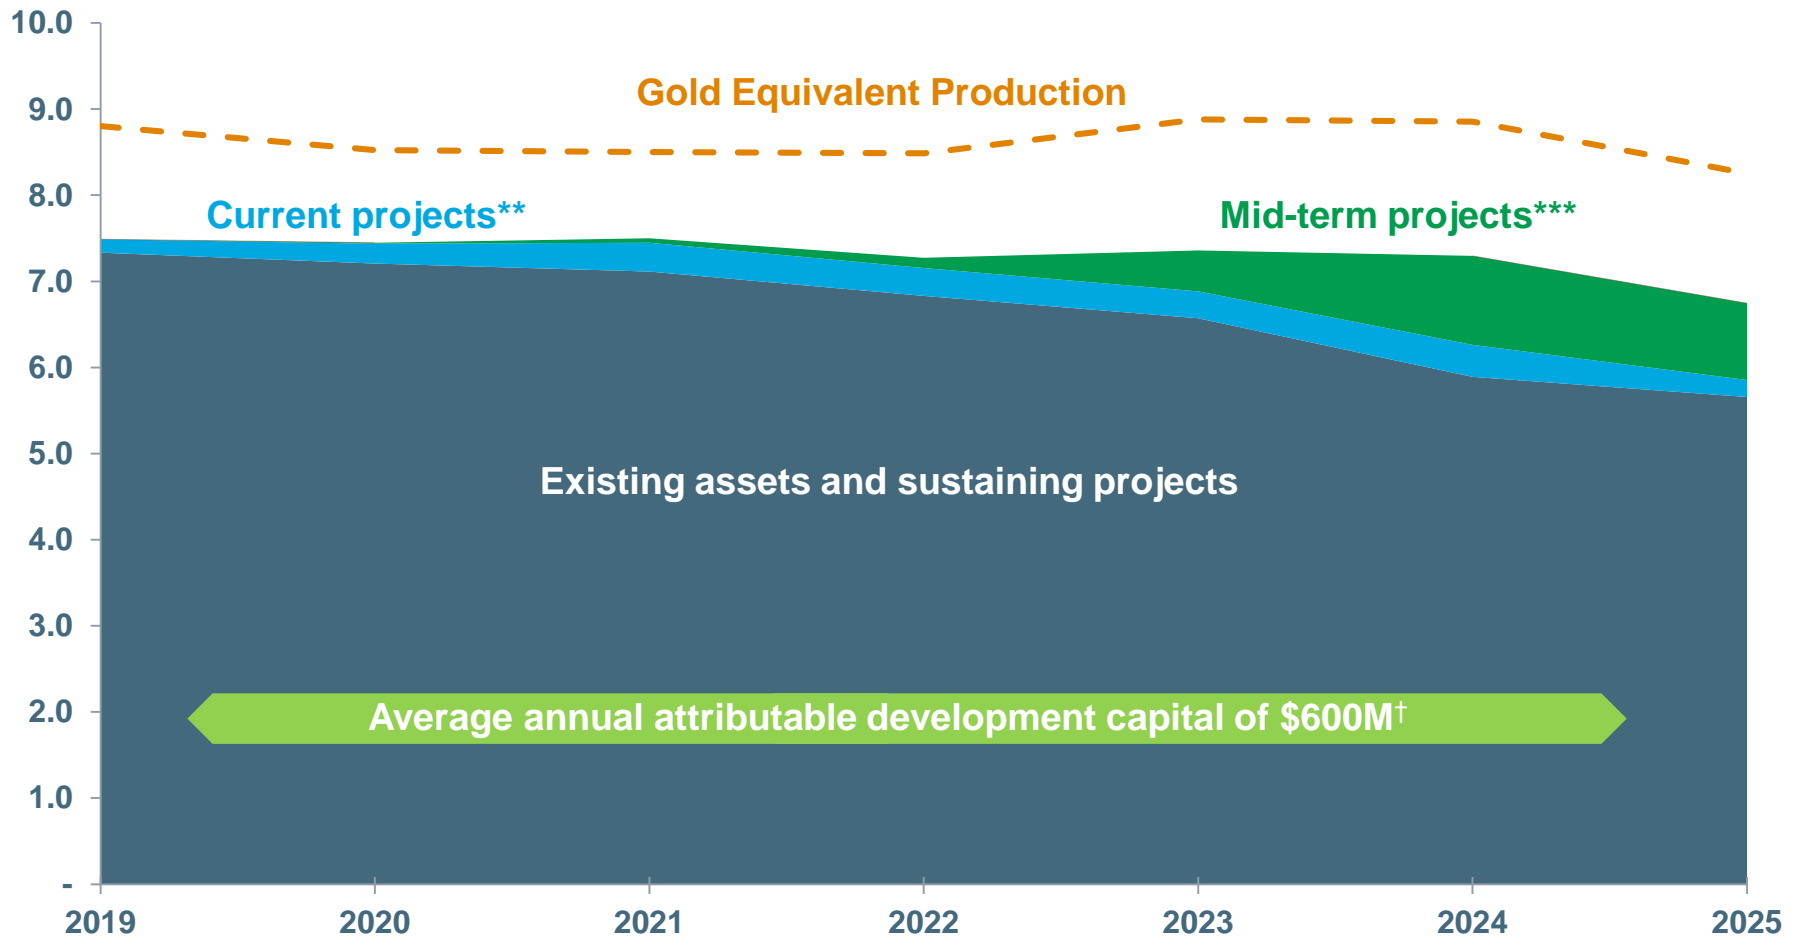 10.0
9.0
8.0
7.0
6.0
5.0
4.0
3.0
2.0
1.0
-
Gold Equivalent Production
Current projects**
Mid-term projects***
Existing assets and sustaining projects
Average annual attributable development capital of $600M†
2019 2020 2021 2022 2023 2024 2025